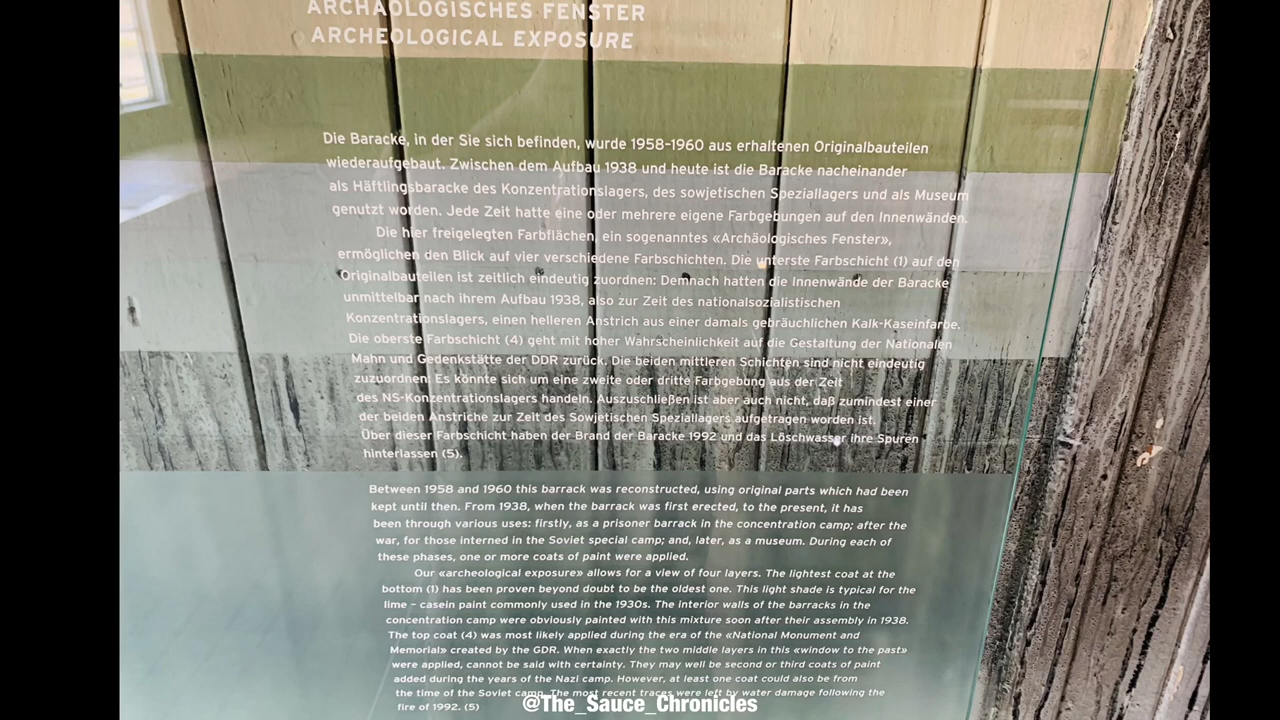 ARCHÄOLOGISCHES FENSTER
ARCHEOLOGICAL EXPOSURE
Die Baracke, in der Sie sich befinden, wurde 1958-1960 aus erhaltenen Originalbauteilen
wiederaufgebaut. Zwischen dem Aufbau 1938 und heute ist die Baracke nacheinander
als Häftlingsbaracke des Konzentrationslagers, des sowjetischen Speziallagers und als Museum
genutzt worden. Jede Zeit hatte eine oder mehrere eigene Farbgebungen auf den Innenwänden.
Die hier freigelegten Farbflächen, ein sogenanntes «Archäologisches Fenster»,
ermöglichen den Blick auf vier verschiedene Farbschichten. Die unterste Farbschicht (1) auf den
Originalbauteilen ist zeitlich eindeutig zuordnen: Demnach hatten die Innenwände der Baracke
unmittelbar nach ihrem Aufbau 1938, also zur Zeit des nationalsozialistischen
Konzentrationslagers, einen helleren Anstrich aus einer damals gebräuchlichen Kalk-Kaseinfarbe.
Die oberste Farbschicht (4) geht mit hoher Wahrscheinlichkeit auf die Gestaltung der Nationalen
Mahn und Gedenkstätte der DDR zurück. Die beiden mittleren Schichten sind nicht eindeutig
zuzuordnen: Es könnte sich um eine zweite oder dritte Farbgebung aus der Zeit
des NS-Konzentrationslagers handeln. Auszuschließen ist aber auch nicht, daß zumindest einer
der beiden Anstriche zur Zeit des Sowjetischen Speziallagers aufgetragen worden ist.
Über dieser Farbschicht haben der Brand der Baracke 1992 und das Löschwasser ihre Spuren
hinterlassen (5).
Between 1958 and 1960 this barrack was reconstructed, using original parts which had been
kept until then. From 1938, when the barrack was first erected, to the present, it has
been through various uses: firstly, as a prisoner barrack in the concentration camp; after the
war, for those interned in the Soviet special camp; and, later, as a museum. During each of
these phases, one or more coats of paint were applied.
Our «archeological exposure» allows for a view of four layers. The lightest coat at the
bottom (1) has been proven beyond doubt to be the oldest one. This light shade is typical for the
lime – casein paint commonly used in the 1930s. The interior walls of the barracks in the
concentration camp were obviously painted with this mixture soon after their assembly in 1938.
The top coat (4) was most likely applied during the era of the «National Monument and
Memorial» created by the GDR. When exactly the two middle layers in this «window to the past»
were applied, cannot be said with certainty. They may well be second or third coats of paint
added during the years of the Nazi camp. However, at least one coat could also be from
the time of the Soviet camp. The most recent traces were left by water damage following the
fire of 1992. (5)
@The_Sauce_Chronicles